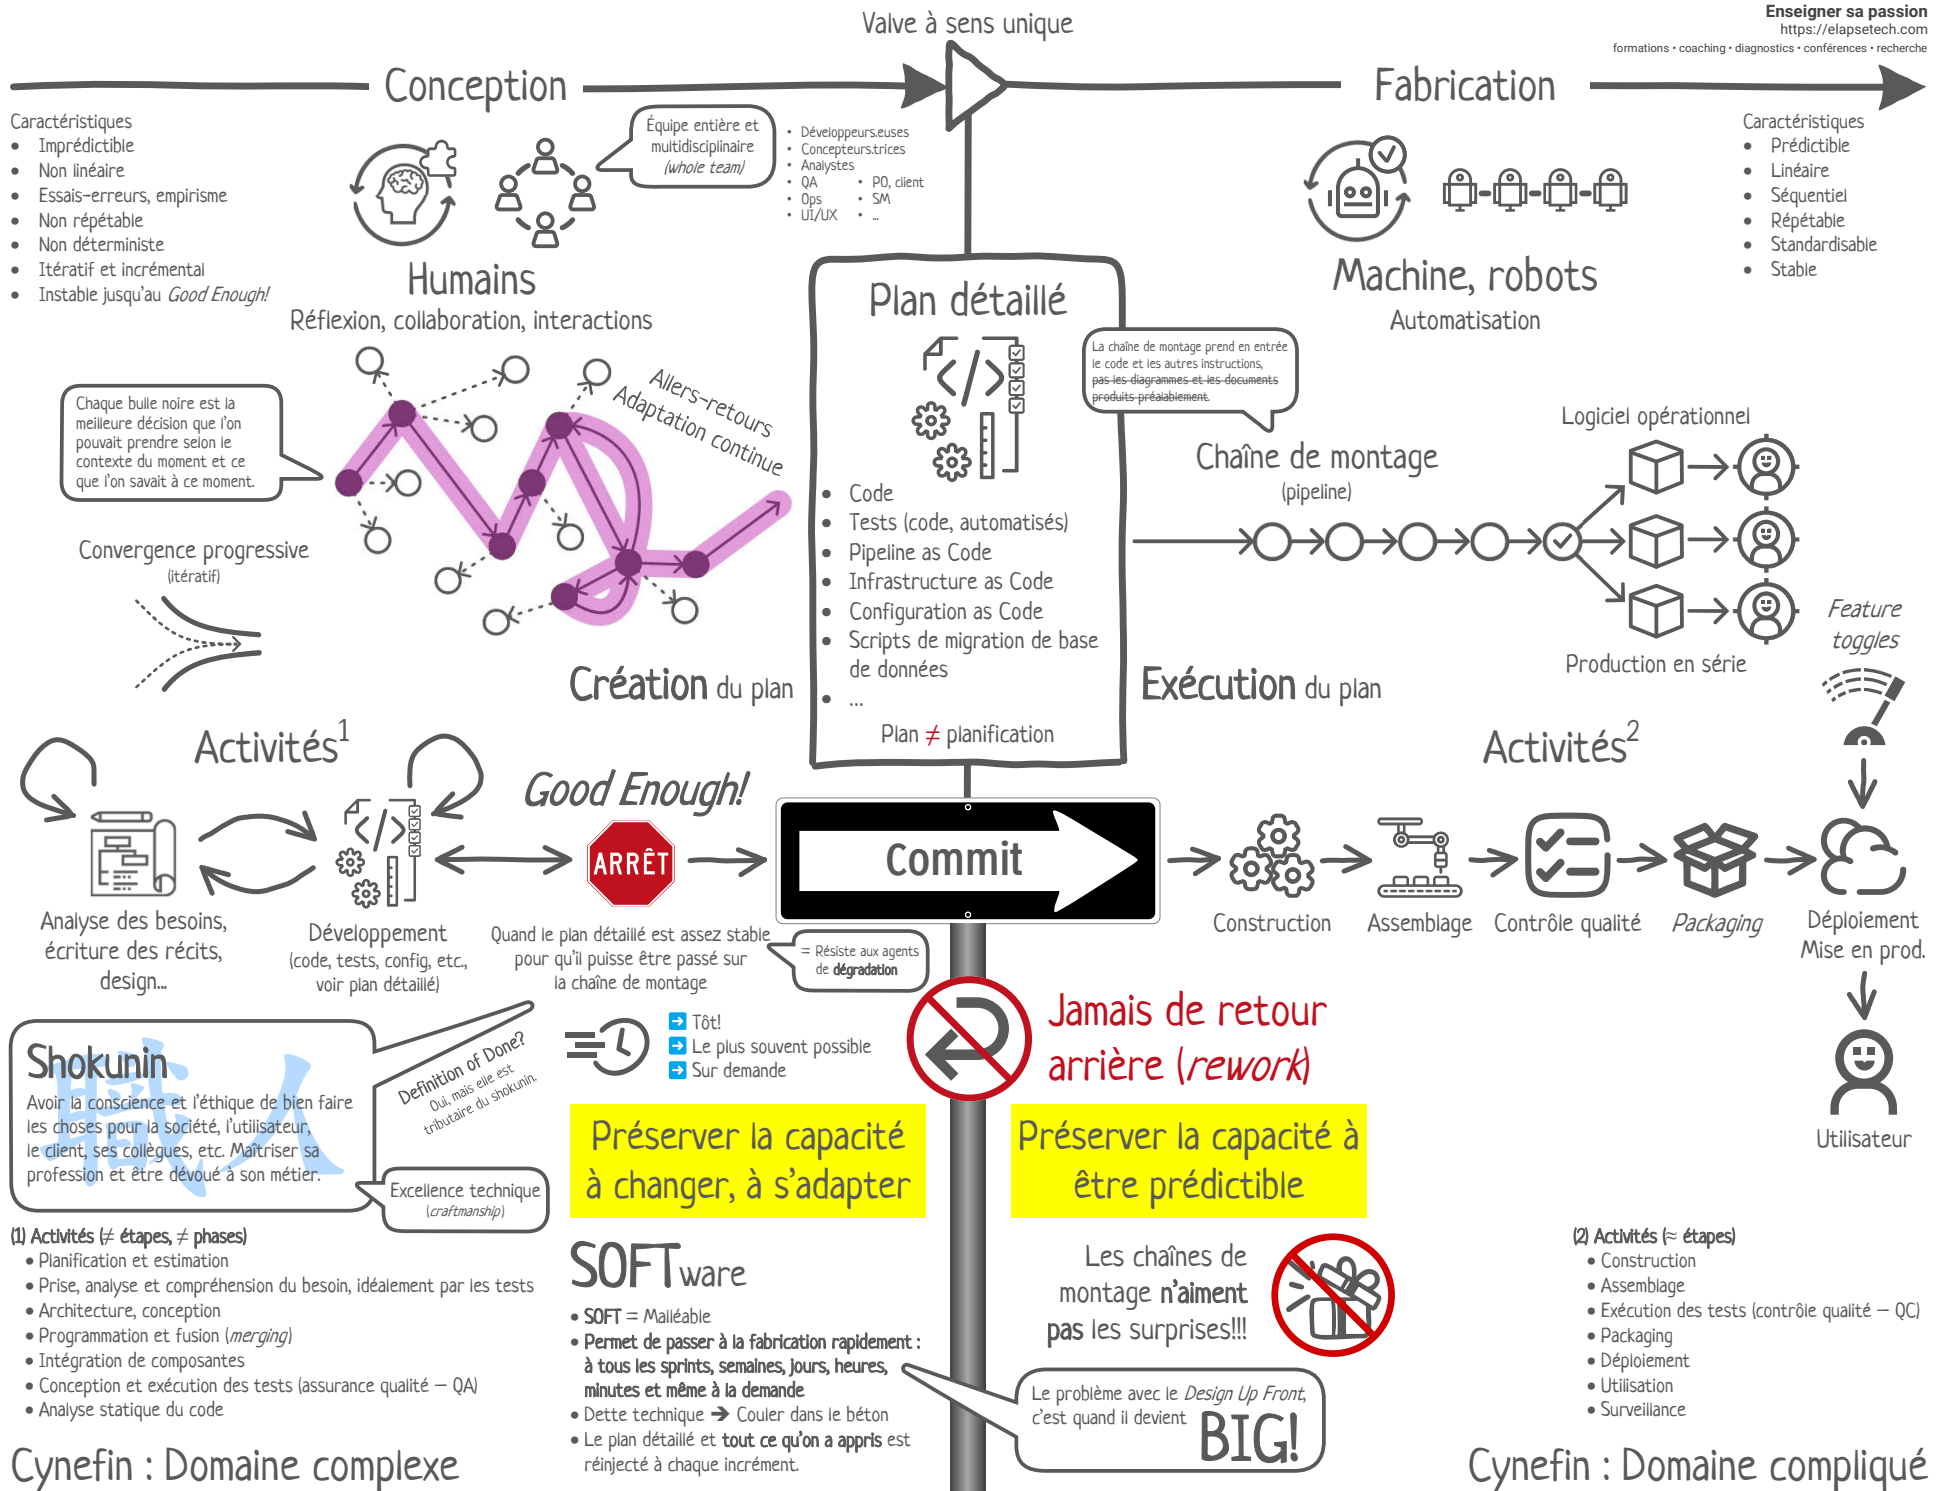 Enseigner sa passion
https://elapsetech.com
formations • coaching • diagnostics • conférences • recherche
Valve à sens unique
Conception
Fabrication
Caractéristiques
• Imprédictible
• Non linéaire
• Essais-erreurs, empirisme
• Non répétable
• Non déterministe
• Itératif et incrémental
• Instable jusqu'au Good Enough!
Équipe entière et
multidisciplinaire
(whole team)
• Développeurs.euses
• Concepteurs.trices
• Analystes
• QA
• Ops
• UI/UX
• PO, client
• SM
• ...
Humains
Réflexion, collaboration, interactions
Chaque bulle noire est la
meilleure décision que l'on
pouvait prendre selon le
contexte du moment et ce
que l'on savait à ce moment.
Allers-retours
Adaptation continue
Convergence progressive
(itératif)
Création du plan
Plan détaillé
• Code
• Tests (code, automatisés)
• Pipeline as Code
• Infrastructure as Code
• Configuration as Code
• Scripts de migration de base
de données
• ...
Plan ≠ planification
Machine, robots
Automatisation
Caractéristiques
• Prédictible
• Linéaire
• Séquentiel
• Répétable
• Standardisable
• Stable
La chaîne de montage prend en entrée
le code et les autres instructions,
pas les diagrammes et les documents
produits préalablement.
Chaîne de montage
(pipeline)
Logiciel opérationnel
Production en série
Feature
toggles
Exécution du plan
Activités1
Good Enough!
ARRÊT
Commit
Analyse des besoins,
écriture des récits,
design...
Développement
(code, tests, config, etc.,
voir plan détaillé)
Quand le plan détaillé est assez stable
pour qu'il puisse être passé sur
la chaîne de montage
= Résiste aux agents
de dégradation
Tôt!
Le plus souvent possible
Sur demande
Activités2
Construction
Assemblage
Contrôle qualité
Packaging
Déploiement
Mise en prod.
Utilisateur
Jamais de retour
arrière (rework)
職人
Shokunin
Avoir la conscience et l'éthique de bien faire
les choses pour la société, l'utilisateur,
le client, ses collègues, etc. Maîtriser sa
profession et être dévoué à son métier.
Definition of Done?
Oui, mais elle est
tributaire du shokunin.
Excellence technique
(craftmanship)
Préserver la capacité
à changer, à s'adapter
Préserver la capacité à
être prédictible
(1) Activités (≠ étapes, ≠ phases)
• Planification et estimation
• Prise, analyse et compréhension du besoin, idéalement par les tests
• Architecture, conception
• Programmation et fusion (merging)
• Intégration de composantes
• Conception et exécution des tests (assurance qualité – QA)
• Analyse statique du code
SOFTware
• SOFT = Malléable
• Permet de passer à la fabrication rapidement :
à tous les sprints, semaines, jours, heures,
minutes et même à la demande
• Dette technique ➔ Couler dans le béton
• Le plan détaillé et tout ce qu'on a appris est
réinjecté à chaque incrément.
Les chaînes de
montage n'aiment
pas les surprises!!!
Le problème avec le Design Up Front,
c'est quand il devient
BIG!
(2) Activités (≈ étapes)
• Construction
• Assemblage
• Exécution des tests (contrôle qualité – QC)
• Packaging
• Déploiement
• Utilisation
• Surveillance
Cynefin : Domaine complexe
Cynefin : Domaine compliqué